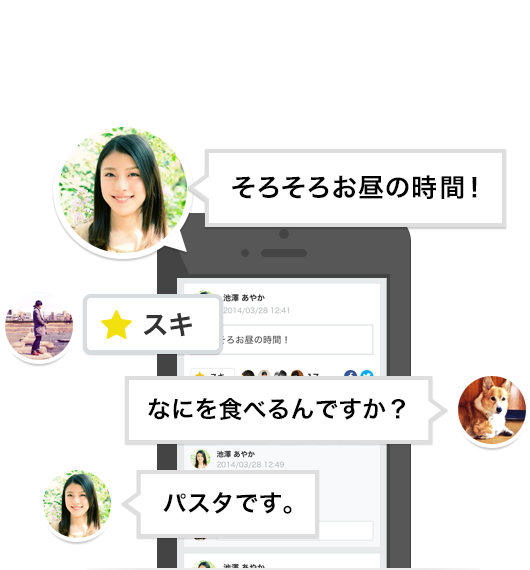 そろそろお昼の時間!
池澤 あやか
2014/03/28 12:41
スキ
そろお昼の時間!
なにを食べるんですか?
池澤 あやか
2014/03/28 12:49
パスタです。
池澤 あやか